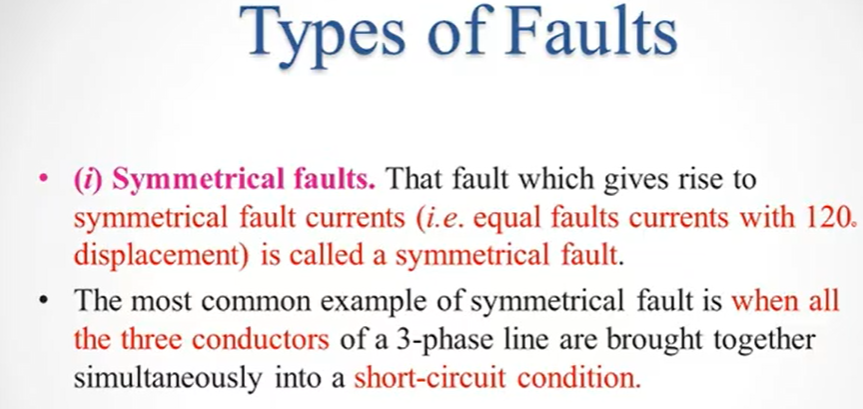 Types of Faults
• (i) Symmetrical faults. That fault which gives rise to
symmetrical fault currents (i.e. equal faults currents with 120°
displacement) is called a symmetrical fault.
• The most common example of symmetrical fault is when all
the three conductors of a 3-phase line are brought together
simultaneously into a short-circuit condition.